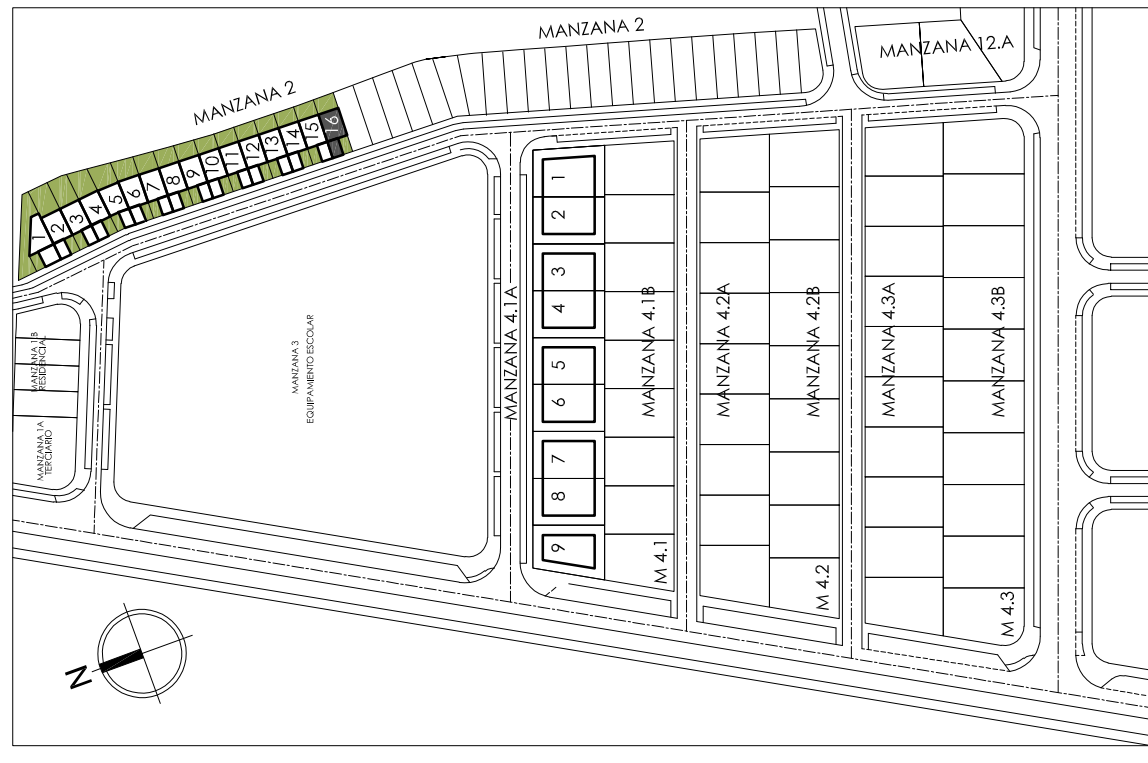 MANZANA 2
MANZANA 2
MANZANA 12.A
1
2
3
4
5
6
7
8
9
10
11
12
13
14
15
16
MANZANA 1.B
RESIDENCIAL
MANZANA 1A
TERCIARIO
MANZANA 3
EQUIPAMIENTO ESCOLAR
MANZANA 4.1A
1
2
3
4
5
6
7
8
9
MANZANA 4.1B
M 4.1
MANZANA 4.2A
MANZANA 4.2B
M 4.2
MANZANA 4.3A
MANZANA 4.3B
M 4.3
N